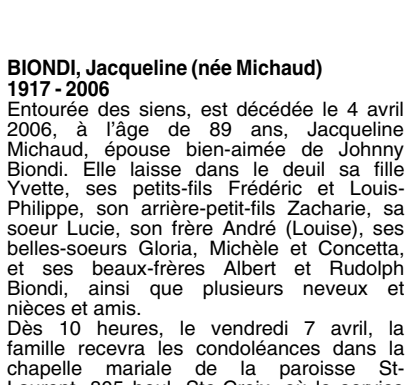 BIONDI, Jacqueline (née Michaud)
1917 - 2006
Entourée des siens, est décédée le 4 avril
2006, à l'âge de 89 ans, Jacqueline
Michaud, épouse bien-aimée de Johnny
Biondi. Elle laisse dans le deuil sa fille
Yvette, ses petits-fils Frédéric et Louis-
Philippe, son arrière-petit-fils Zacharie, sa
soeur Lucie, son frère André (Louise), ses
belles-soeurs Gloria, Michèle et Concetta,
et ses beaux-frères Albert et Rudolph
Biondi, ainsi que plusieurs neveux et
nièces et amis.
Dès 10 heures, le vendredi 7 avril, la
famille recevra les condoléances dans la
chapelle mariale de la paroisse St-